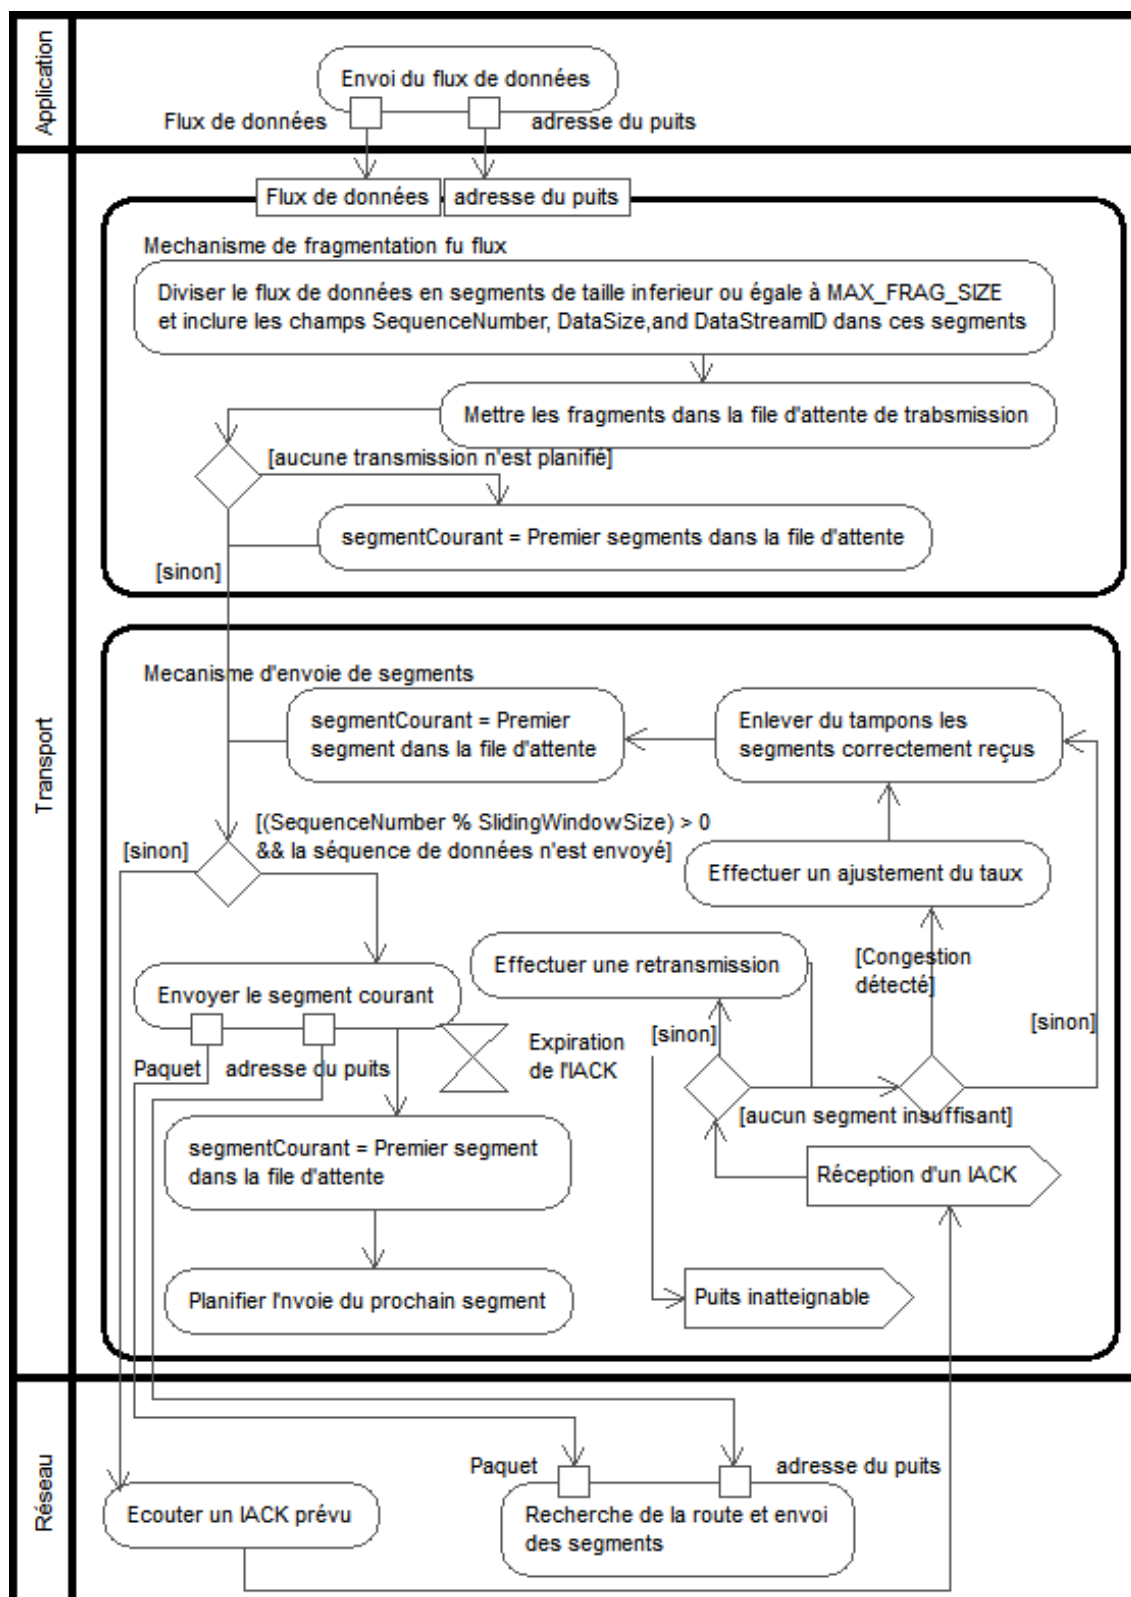 Application
Envoi du flux de données
Flux de données
adresse du puits
Transport
Flux de données
adresse du puits
Mechanisme de fragmentation fu flux
Diviser le flux de données en segments de taille inferieur ou égale à MAX_FRAG_SIZE
et inclure les champs SequenceNumber, DataSize,and DataStreamID dans ces segments
Mettre les fragments dans la file d'attente de trabsmission
[aucune transmission n'est planifié]
segmentCourant = Premier segments dans la file d'attente
[sinon]
Mecanisme d'envoie de segments
segmentCourant = Premier
segment dans la file d'attente
Enlever du tampons les
segments correctement reçus
[(SequenceNumber % SlidingWindowSize) > 0
&& la séquence de données n'est envoyé]
[sinon]
Effectuer un ajustement du taux
Effectuer une retransmission
[Congestion
détecté]
Envoyer le segment courant
[sinon]
[sinon]
Expiration
de l'IACK
Paquet
adresse du puits
[aucun segment insuffisant]
segmentCourant = Premier segment
dans la file d'attente
Réception d'un IACK
Planifier l'nvoie du prochain segment
Puits inatteignable
Réseau
Paquet
adresse du puits
Ecouter un IACK prévu
Recherche de la route et envoi
des segments